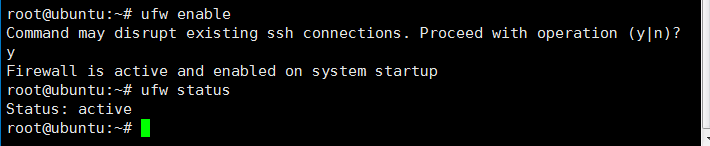 root@ubuntu:~# ufw enable
Command may disrupt existing ssh connections. Proceed with operation (y|n)?
y
Firewall is active and enabled on system startup
root@ubuntu:~# ufw status
Status: active
root@ubuntu:~#